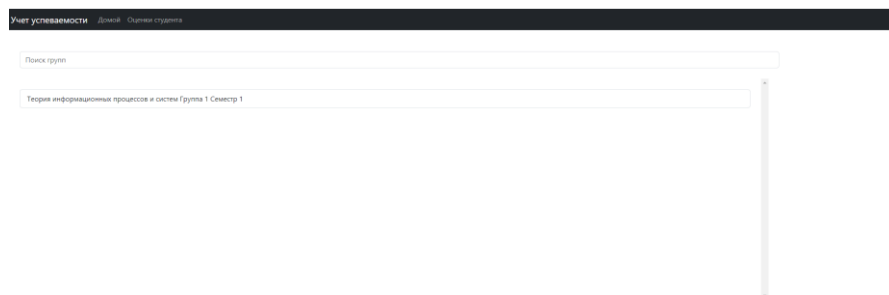 Учет успеваемости Домой Оценки студента
Поиск групп
Теория информационных процессов и систем Группа 1 Семестр 1